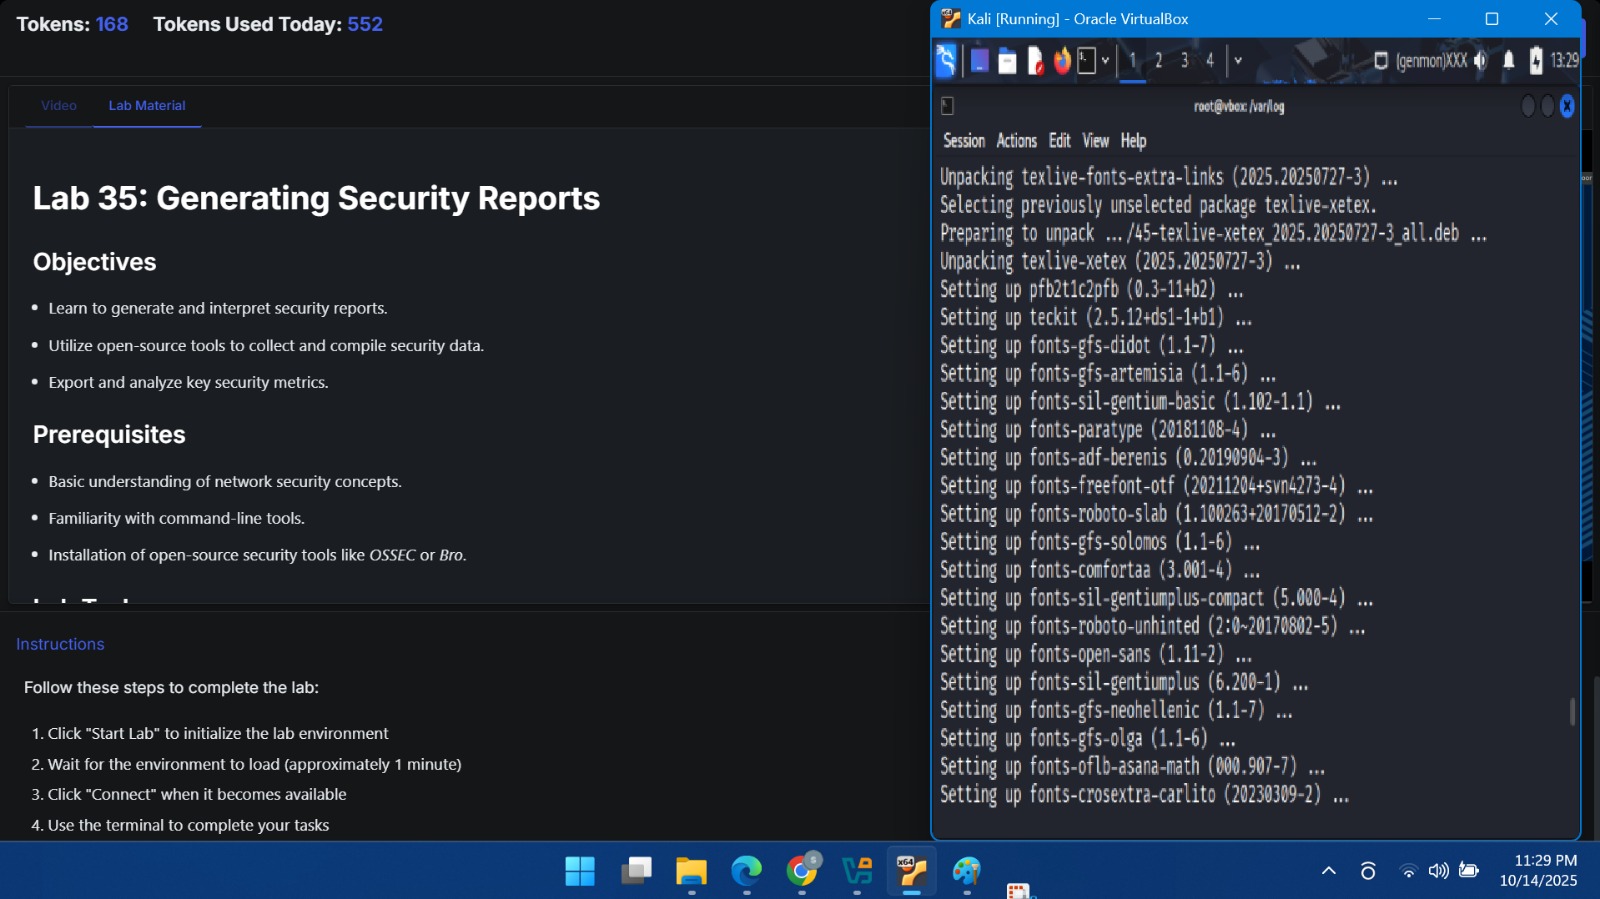 Tokens: 168 Tokens Used Today: 552
Video Lab Material
Lab 35: Generating Security Reports
Objectives
• Learn to generate and interpret security reports.
• Utilize open-source tools to collect and compile security data.
• Export and analyze key security metrics.
Prerequisites
• Basic understanding of network security concepts.
• Familiarity with command-line tools.
• Installation of open-source security tools like OSSEC or Bro.
Instructions
Follow these steps to complete the lab:
1. Click "Start Lab" to initialize the lab environment
2. Wait for the environment to load (approximately 1 minute)
3. Click "Connect" when it becomes available
4. Use the terminal to complete your tasks
Kali [Running] - Oracle VirtualBox
1 2 3 4 (genmon)XXX 13:29
root@vbox: /var/log
Session Actions Edit View Help
Unpacking texlive-fonts-extra-links (2025.20250727-3) ...
Selecting previously unselected package texlive-xetex.
Preparing to unpack .../45-texlive-xetex_2025.20250727-3_all.deb ...
Unpacking texlive-xetex (2025.20250727-3) ...
Setting up pfb2t1c2pfb (0.3-11+b2) ...
Setting up teckit (2.5.12+ds1-1+b1) ...
Setting up fonts-gfs-didot (1.1-7) ...
Setting up fonts-gfs-artemisia (1.1-6) ...
Setting up fonts-sil-gentium-basic (1.102-1.1) ...
Setting up fonts-paratype (20181108-4) ...
Setting up fonts-adf-berenis (0.20190904-3) ...
Setting up fonts-freefont-otf (20211204+svn4273-4) ...
Setting up fonts-roboto-slab (1.100263+20170512-2) ...
Setting up fonts-gfs-solomos (1.1-6) ...
Setting up fonts-comfortaa (3.001-4) ...
Setting up fonts-sil-gentiumplus-compact (5.000-4) ...
Setting up fonts-roboto-unhinted (2:0~20170802-5) ...
Setting up fonts-open-sans (1.11-2) ...
Setting up fonts-sil-gentiumplus (6.200-1) ...
Setting up fonts-gfs-neohellenic (1.1-7) ...
Setting up fonts-gfs-olga (1.1-6) ...
Setting up fonts-oflb-asana-math (000.907-7) ...
Setting up fonts-crosextra-carlito (20230309-2) ...
11:29 PM
10/14/2025